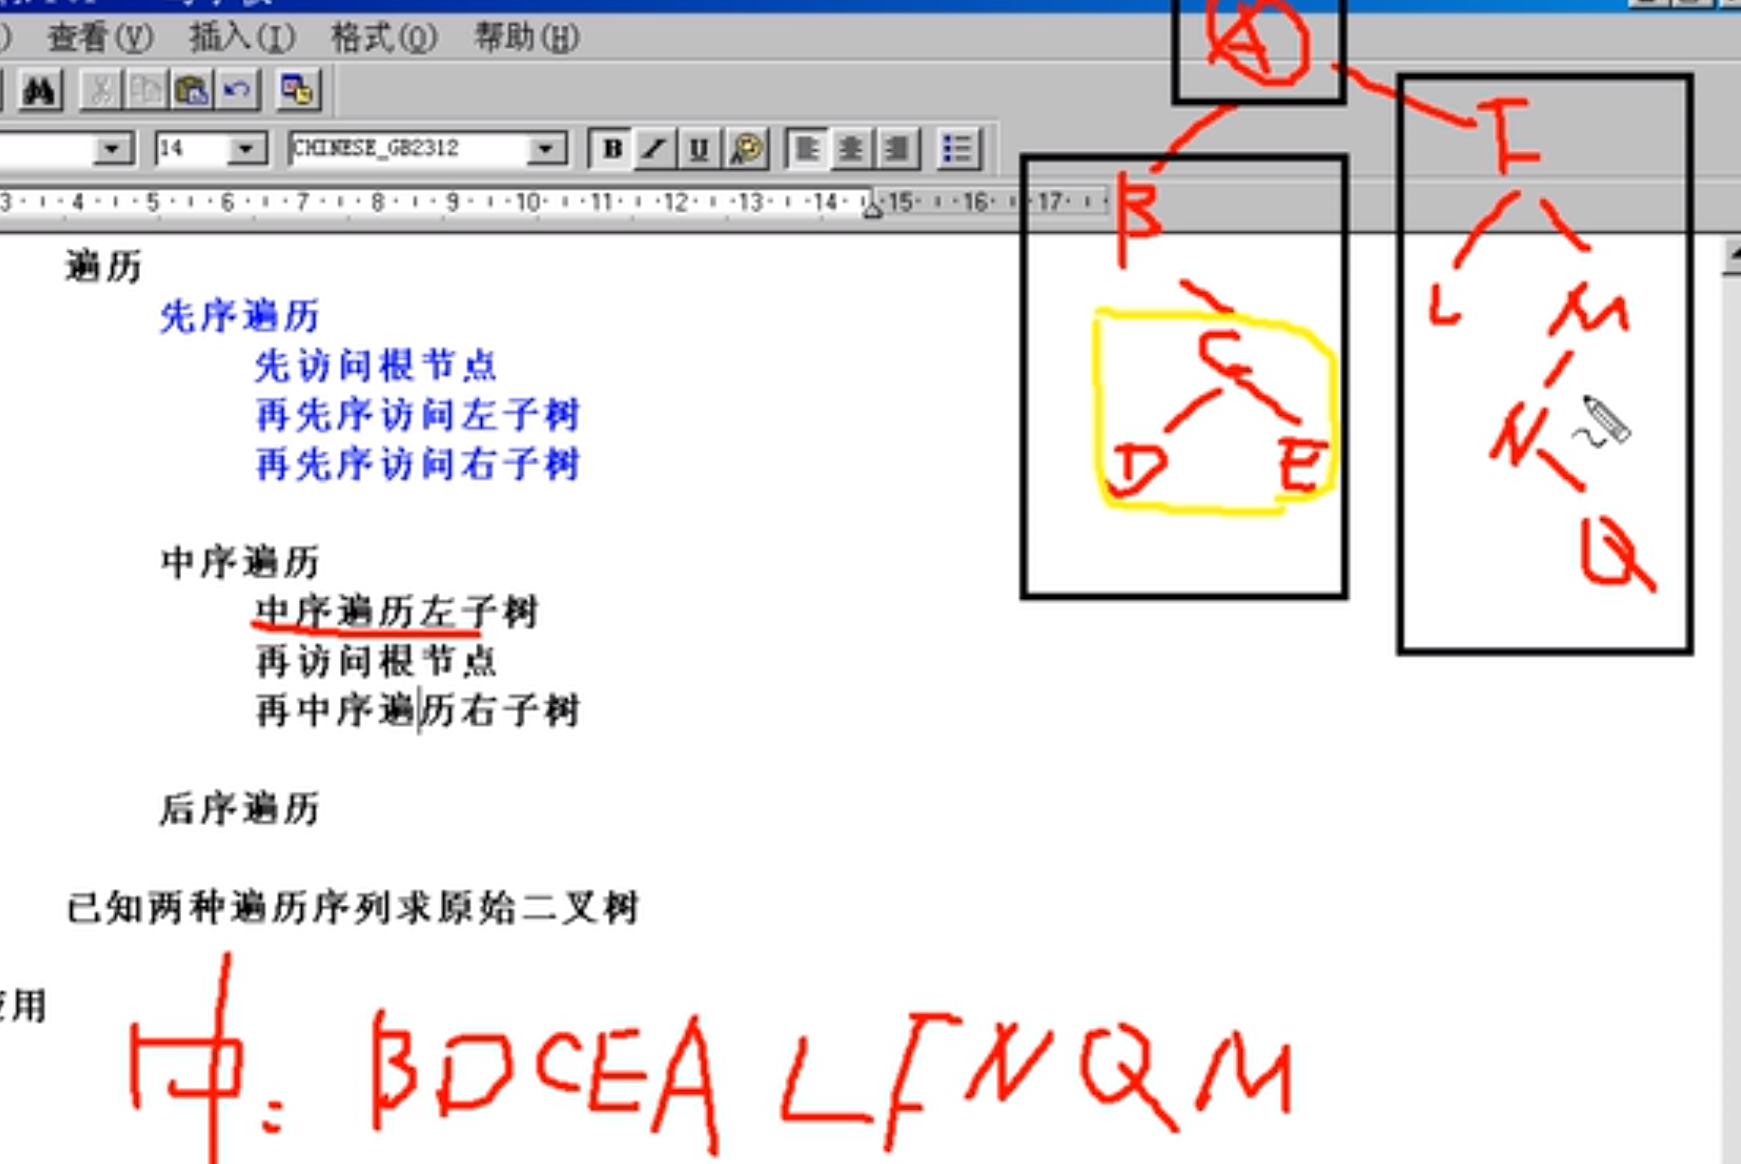 查看(V) 插入(I) 格式(O) 帮助(H)
14 CHINESE_GB2312 B I U
3 4 5 6 7 8 9 10 11 12 13 14 15 16 17
A
B F
C L M
D E N
Q
遍历
先序遍历
先访问根节点
再先序访问左子树
再先序访问右子树
中序遍历
中序遍历左子树
再访问根节点
再中序遍历右子树
后序遍历
已知两种遍历序列求原始二叉树
应用
中: BDCEALFNQM